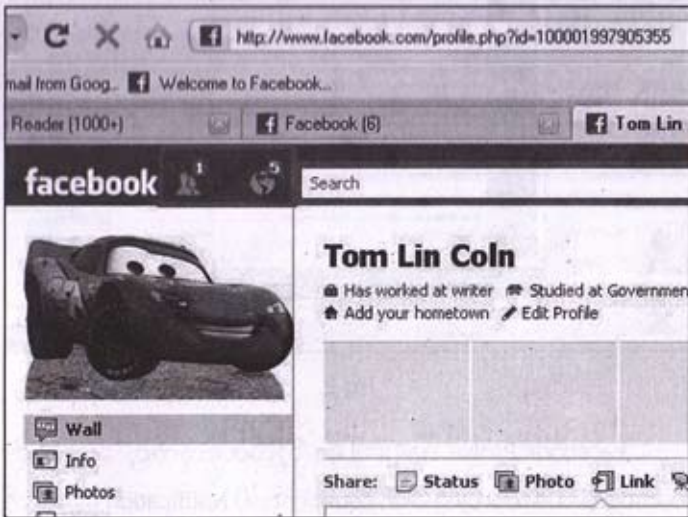 http://www.facebook.com/profile.php?id=100001997905355
mail from Goog.. Welcome to Facebook...
Reader (1000+) Facebook (6) Tom Lin
facebook 1 5 Search
Tom Lin Coln
Has worked at writer Studied at Governmen
Add your hometown Edit Profile
Wall
Info
Photos
Share: Status Photo Link